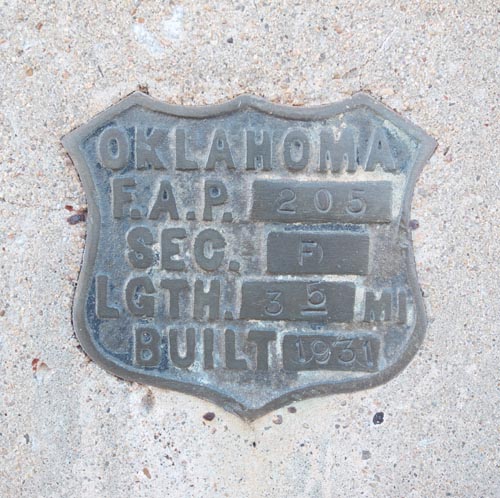 OKLAHOMA
F.A.P. 205
SEC. F
LGTH. 3 5 MI
BUILT 1931